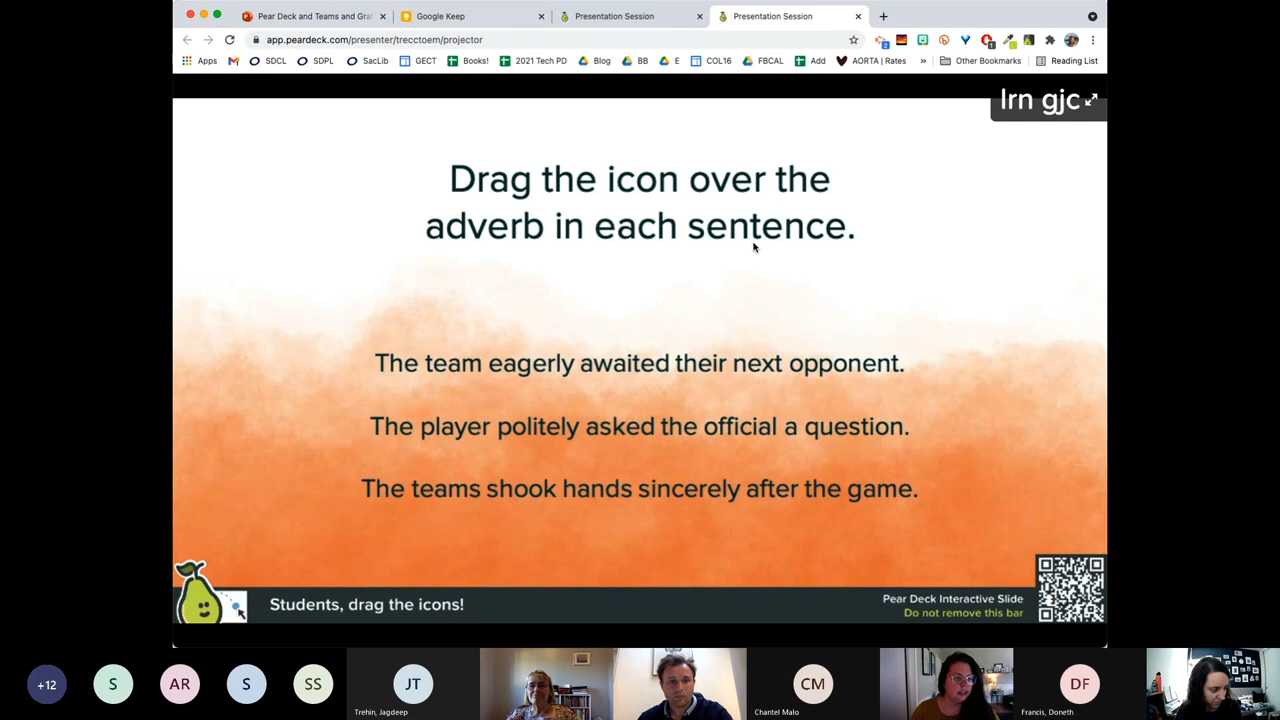 Pear Deck and Teams and Gra
Google Keep
Presentation Session
Presentation Session
app.peardeck.com/presenter/trecctoem/projector
Apps
SDCL
SDPL
SacLib
GECT
Books!
2021 Tech PD
Blog
BB
E
COL16
FBCAL
Add
AORTA | Rates
»
Other Bookmarks
Reading List
lrn gjc
Drag the icon over the
adverb in each sentence.
The team eagerly awaited their next opponent.
The player politely asked the official a question.
The teams shook hands sincerely after the game.
Students, drag the icons!
Pear Deck Interactive Slide
Do not remove this bar
+12
S
AR
S
SS
JT
Trehin, Jagdeep
CM
Chantel Malo
DF
Francis, Doneth